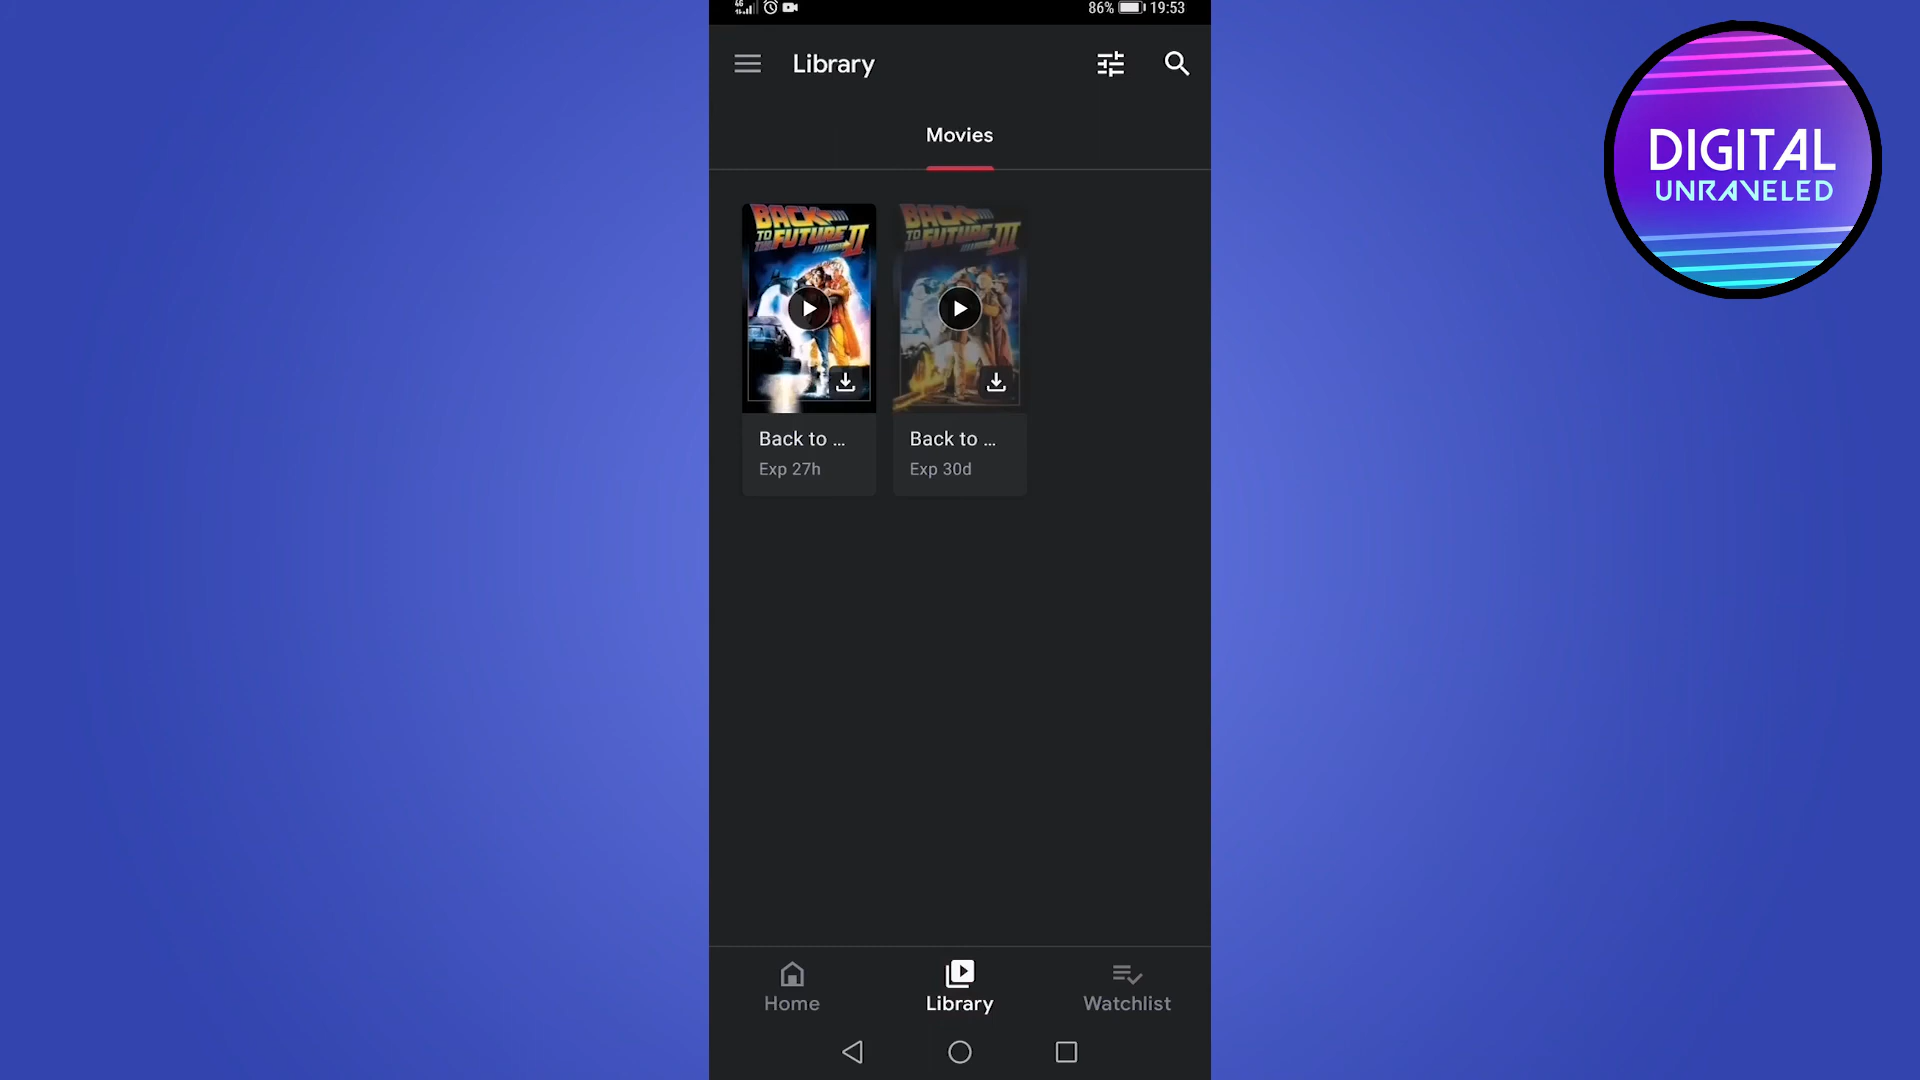 4G
86% 19:53
Library
Movies
BACK TO THE FUTURE II
BACK TO THE FUTURE III
Back to ...
Exp 27h
Back to ...
Exp 30d
Home
Library
Watchlist
DIGITAL
UNRAVELED